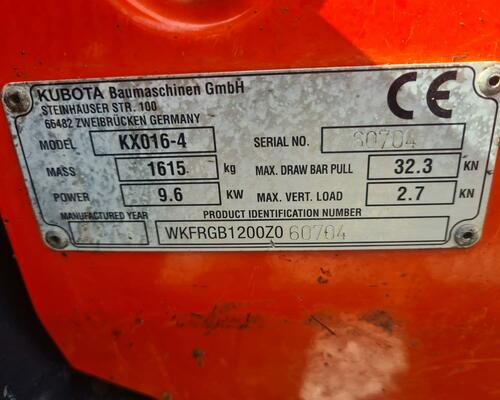 KUBOTA Baumaschinen GmbH
STEINHAUSER STR. 100
66482 ZWEIBRÜCKEN GERMANY
CE
MODEL KX016-4 SERIAL NO. 60704
MASS 1615 kg MAX. DRAW BAR PULL 32.3 KN
POWER 9.6 KW MAX. VERT. LOAD 2.7 KN
MANUFACTURED YEAR PRODUCT IDENTIFICATION NUMBER
WKFRGB1200Z060704